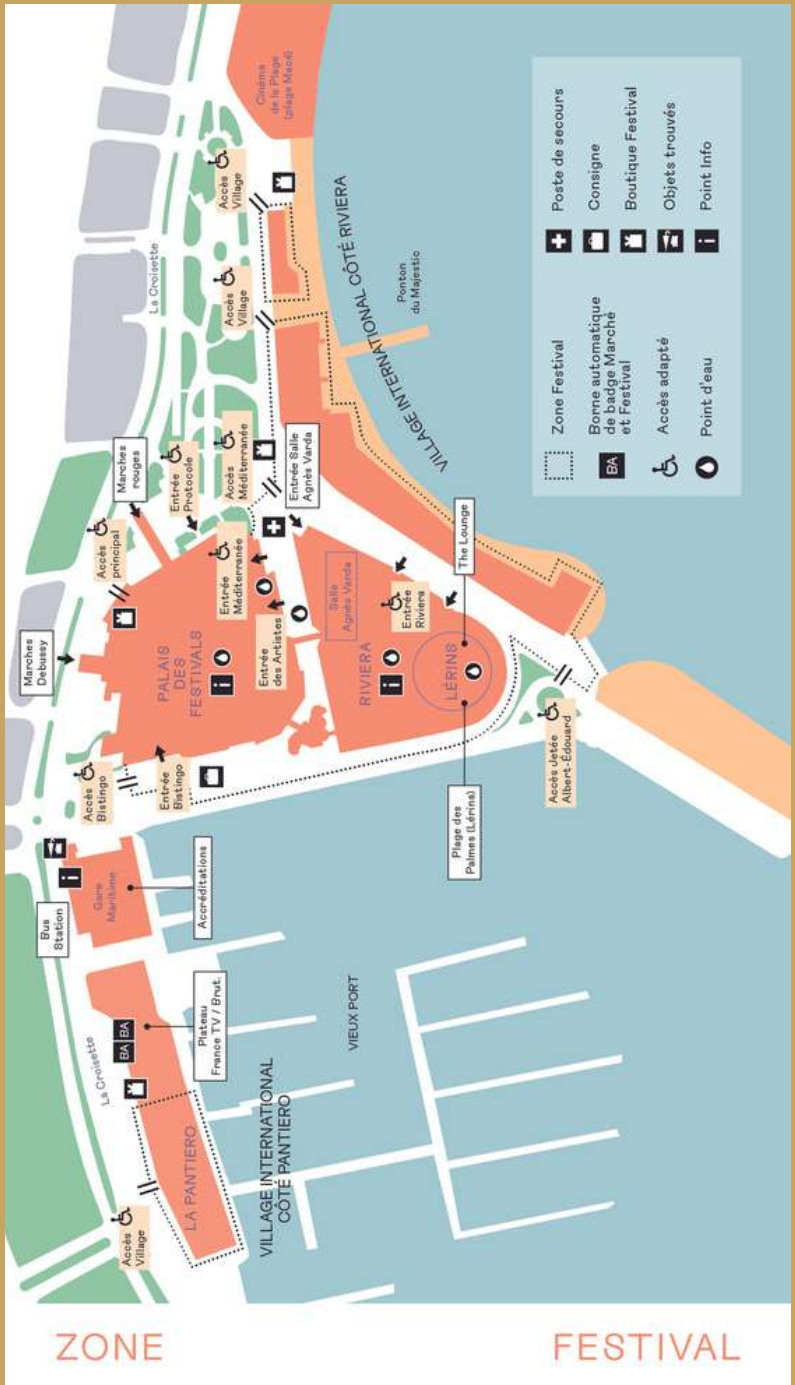 ZONE
FESTIVAL
Accès
Village
LA PANTIERO
VILLAGE INTERNATIONAL
CÔTÉ PANTIERO
La Croisette
BA BA
BA BA
Plateau
France TV / Brut.
VIEUX PORT
Bus
Station
Gare
Maritime
Accréditations
Accès
Bistingo
Entrée
Bistingo
Marches
Debussy
PALAIS
DES
FESTIVALS
Accès
principal
Marches
rouges
Entrée
Protocole
Accès
Méditerranée
Entrée
Méditerranée
Entrée
des Artistes
Entrée Salle
Agnès Varda
Salle
Agnès Varda
RIVIERA
Entrée
Riviera
LÉRINS
The Lounge
Plage des
Palmes (Lérins)
Accès Jetée
Albert-Édouard
La Croisette
Accès
Village
Accès
Village
Cinéma
de la Plage
(plage Macé)
VILLAGE INTERNATIONAL CÔTÉ RIVIERA
Ponton
du Majestic
Zone Festival
BA
Borne automatique
de badge Marché
et Festival
Accès adapté
Point d'eau
Poste de secours
Consigne
Boutique Festival
Objets trouvés
Point Info